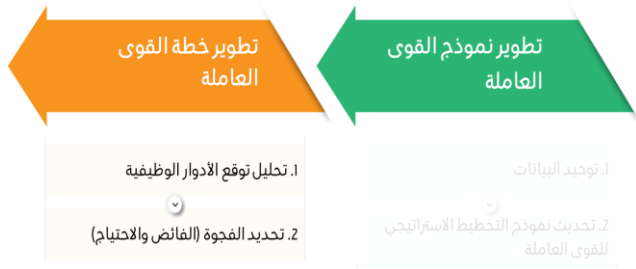 تطوير نموذج القوى
العاملة
1. توحيد البيانات
2. تحديث نموذج التخطيط الاستراتيجي
للقوى العاملة
تطوير خطة القوى
العاملة
1. تحليل توقع الأدوار الوظيفية
2. تحديد الفجوة (الفائض والاحتياج)